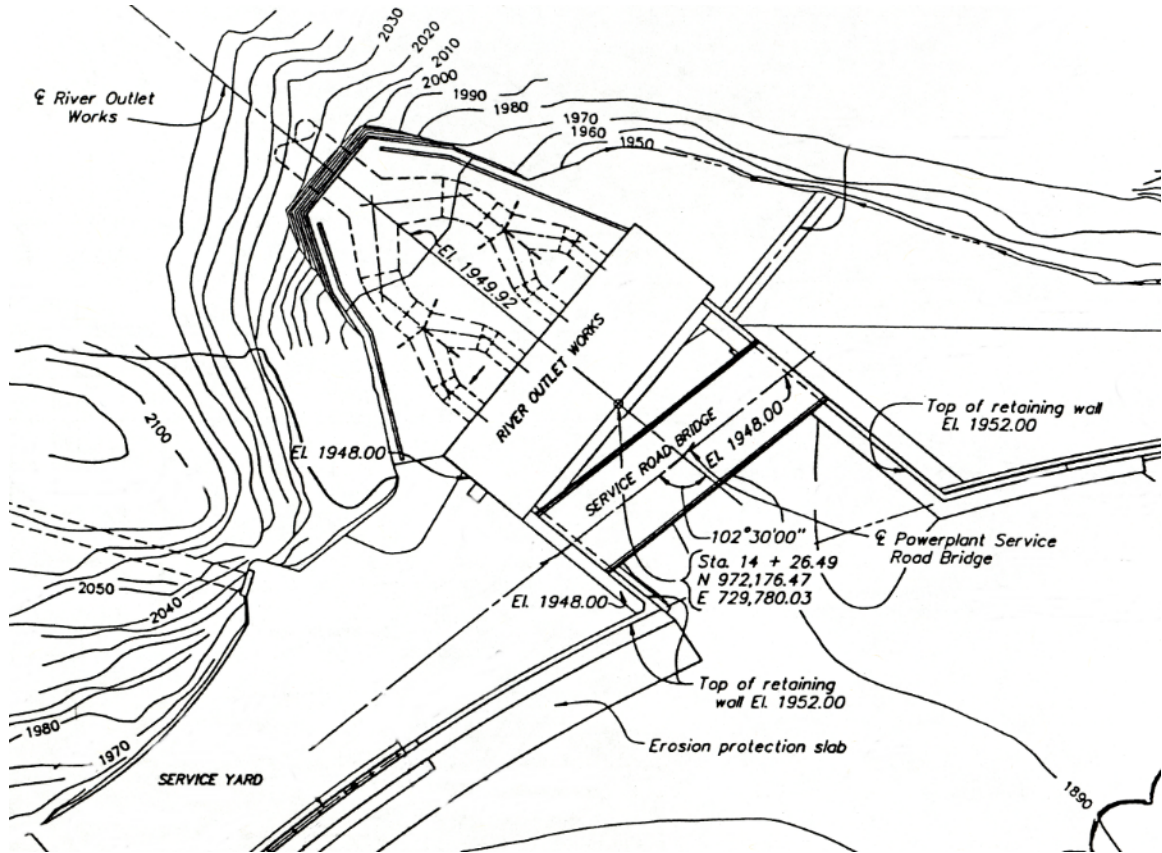 2030
2020
2010
2000
1990
1980
1970
1960
1950
℄ River Outlet
Works
El. 1949.92
RIVER OUTLET WORKS
2100
El. 1948.00
SERVICE ROAD BRIDGE
El. 1948.00
Top of retaining wall
El. 1952.00
102°30'00"
Sta. 14 + 26.49
N 972,176.47
E 729,780.03
℄ Powerplant Service
Road Bridge
2050
2040
El. 1948.00
Top of retaining
wall El. 1952.00
Erosion protection slab
1980
1970
SERVICE YARD
1890